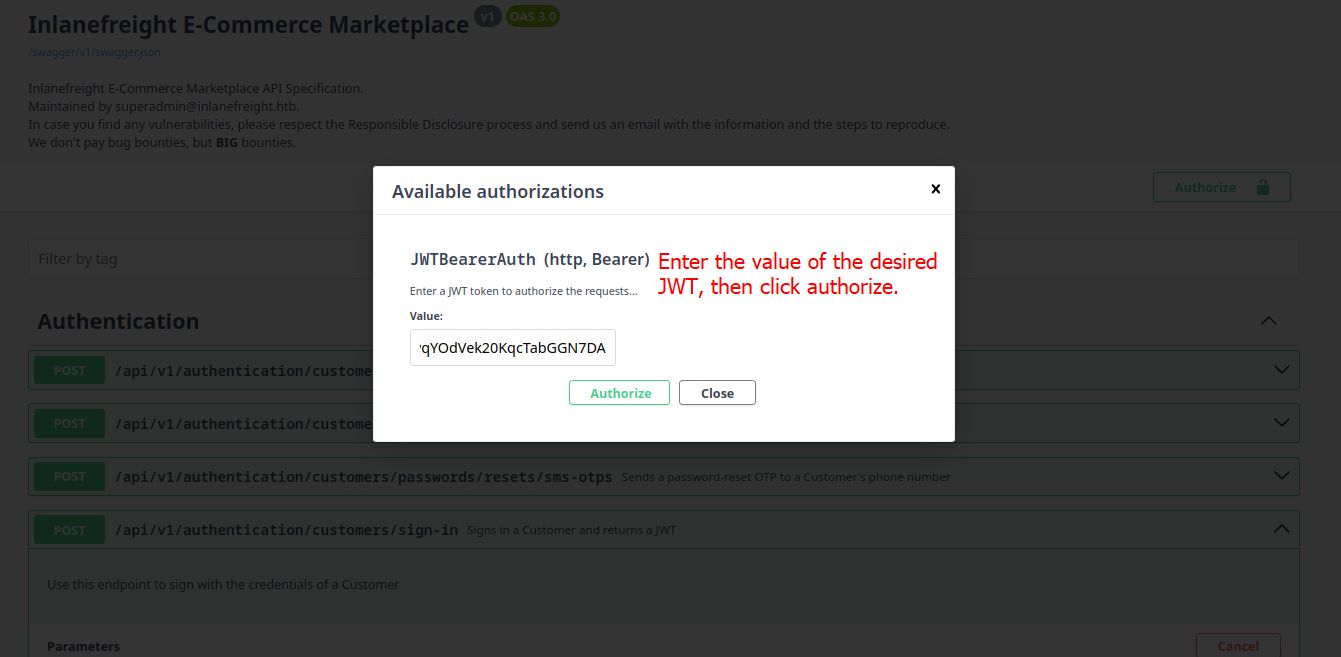 Inlanefreight E-Commerce Marketplace v1 OAS 3.0
/swagger/v1/swagger.json
Inlanefreight E-Commerce Marketplace API Specification.
Maintained by superadmin@inlanefreight.htb.
In case you find any vulnerabilities, please respect the Responsible Disclosure process and send us an email with the information and the steps to reproduce.
We don't pay bug bounties, but BIG bounties.
Authorize
Available authorizations
JWTBearerAuth (http, Bearer)
Enter the value of the desired
JWT, then click authorize.
Enter a JWT token to authorize the requests...
Value:
qYOdVek20KqcTabGGN7DA
Authorize Close
Filter by tag
Authentication
POST /api/v1/authentication/custome
POST /api/v1/authentication/custome
POST /api/v1/authentication/customers/passwords/resets/sms-otps Sends a password-reset OTP to a Customer's phone number
POST /api/v1/authentication/customers/sign-in Signs in a Customer and returns a JWT
Use this endpoint to sign with the credentials of a Customer
Parameters Cancel